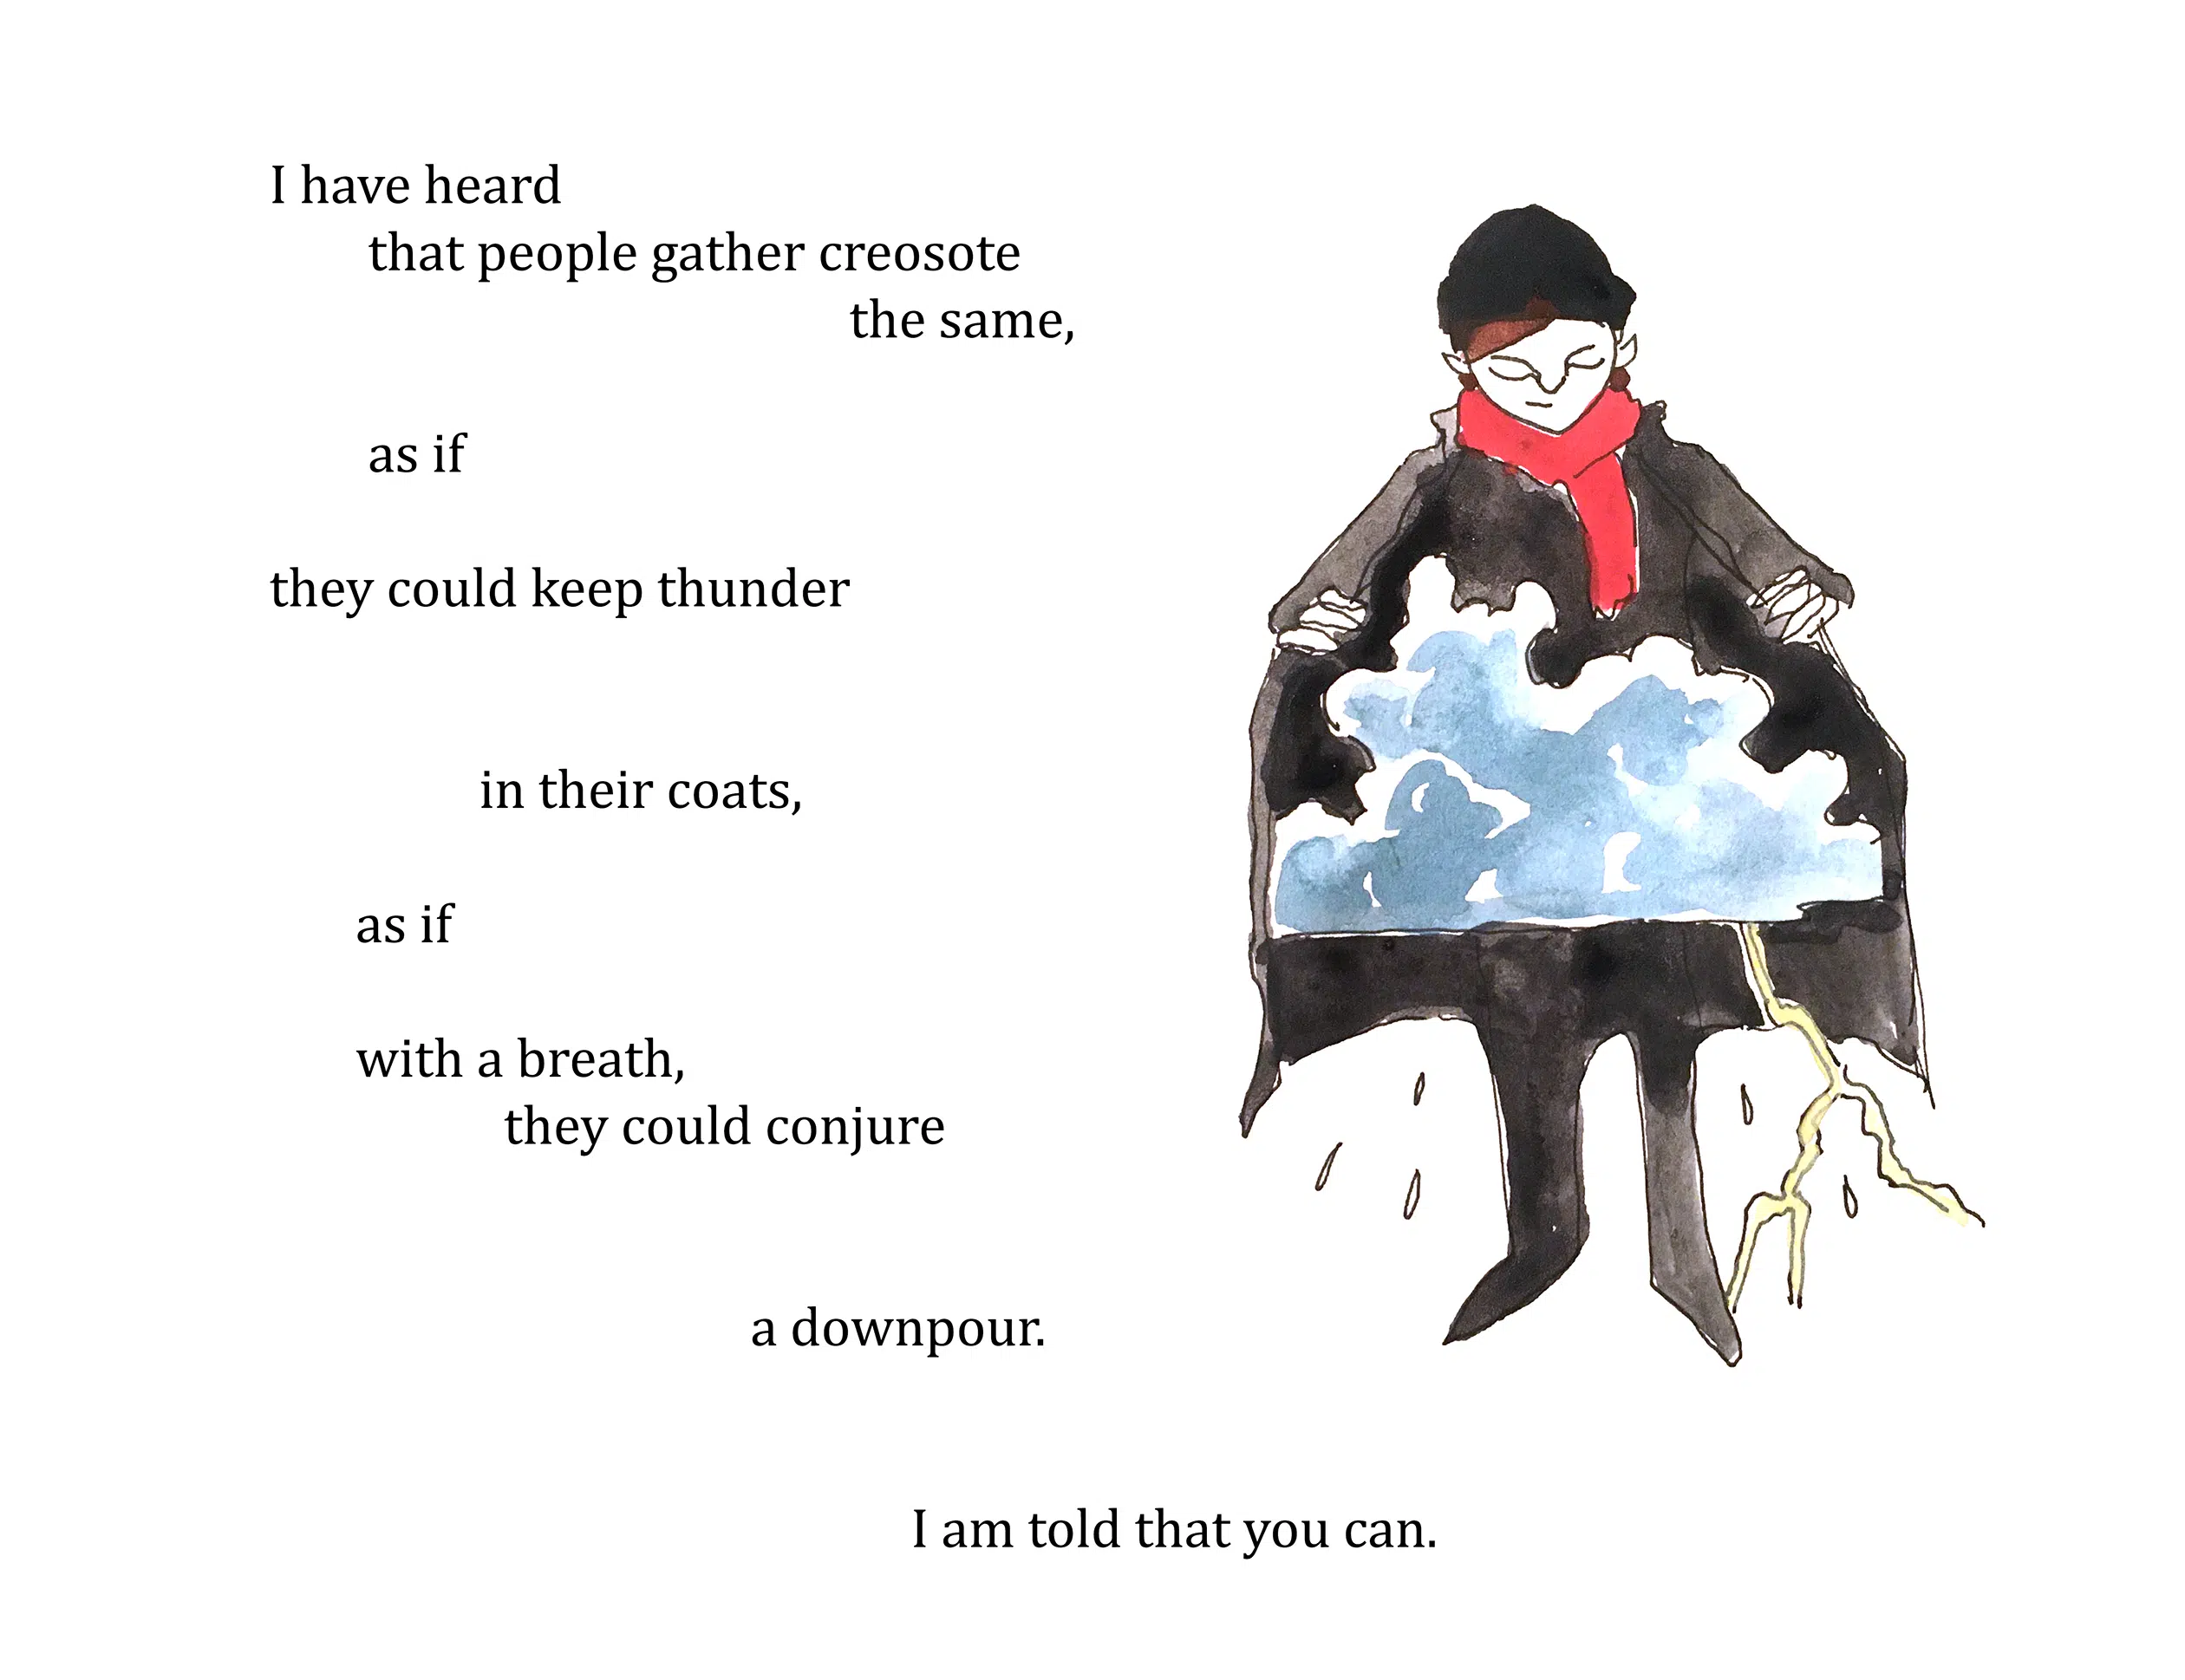 I have heard
that people gather creosote
the same,
as if
they could keep thunder
in their coats,
as if
with a breath,
they could conjure
a downpour.
I am told that you can.